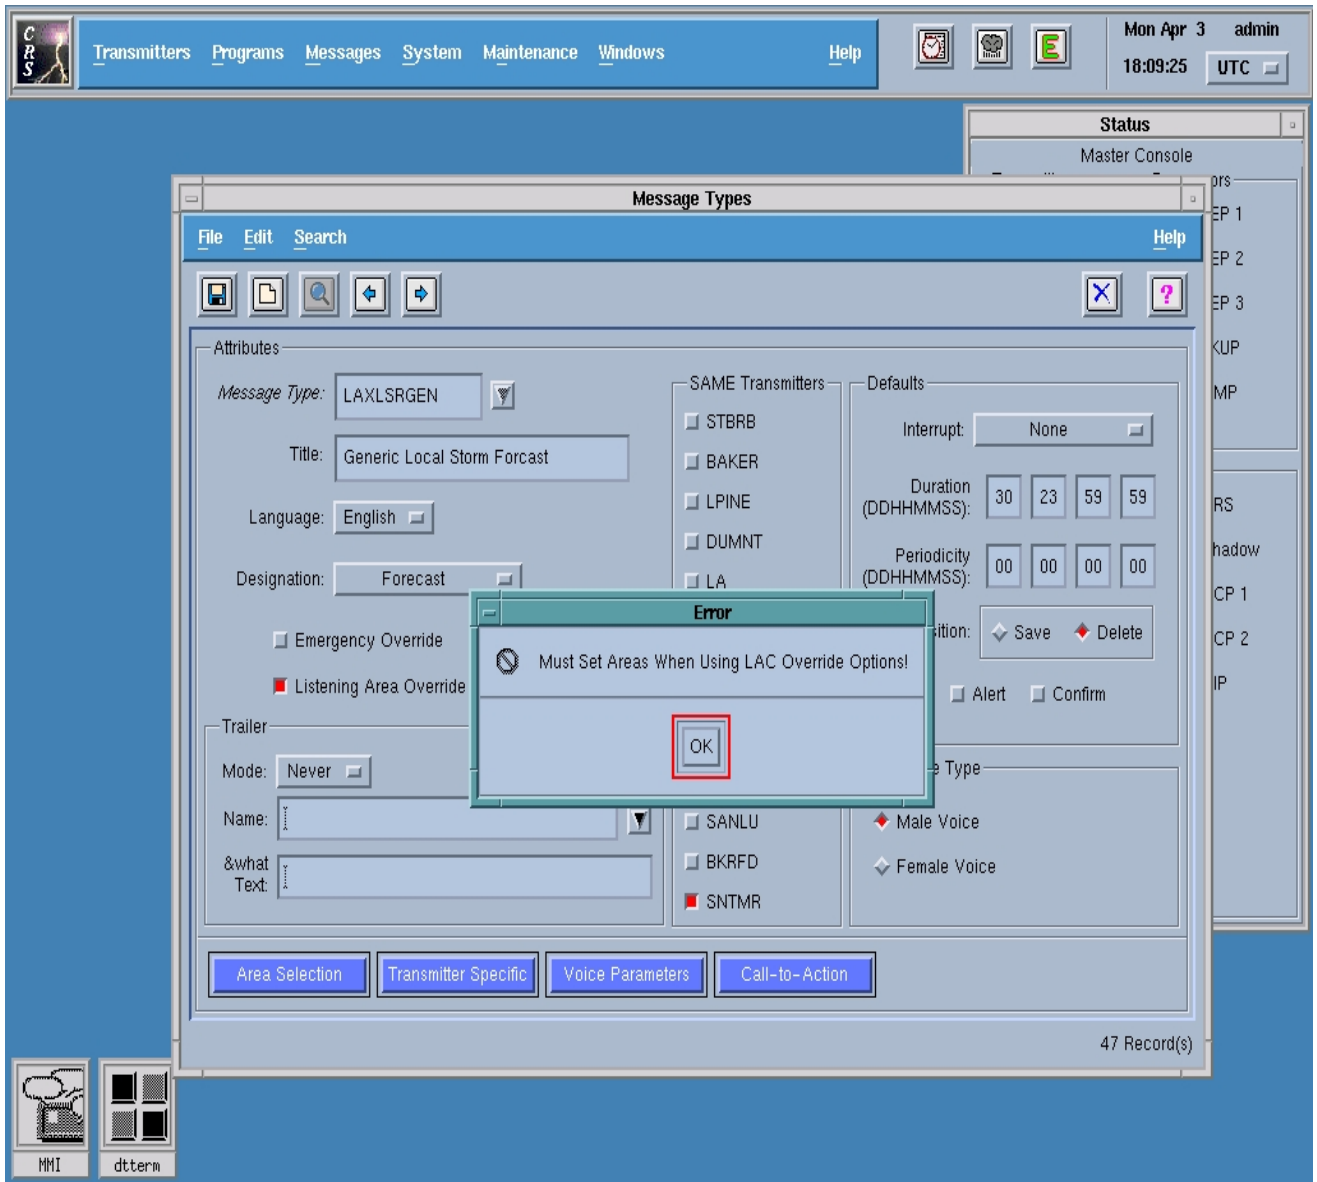 CRS
Transmitters Programs Messages System Maintenance Windows Help
E
Mon Apr 3 admin
18:09:25 UTC
Status
Master Console
Message Types
File Edit Search Help
?
Attributes
Message Type: LAXLSRGEN
Title: Generic Local Storm Forcast
Language: English
Designation: Forecast
Emergency Override
Listening Area Override
SAME Transmitters
STBRB
BAKER
LPINE
DUMNT
LA
SANLU
BKRFD
SNTMR
Defaults
Interrupt: None
Duration
(DDHHMMSS): 30 23 59 59
Periodicity
(DDHHMMSS): 00 00 00 00
ition: Save Delete
Alert Confirm
Error
Must Set Areas When Using LAC Override Options!
OK
Trailer
Mode: Never
Name:
&what
Text:
e Type
Male Voice
Female Voice
Area Selection Transmitter Specific Voice Parameters Call-to-Action
47 Record(s)
ors
EP 1
EP 2
EP 3
KUP
MP
RS
hadow
CP 1
CP 2
IP
MMI
dtterm